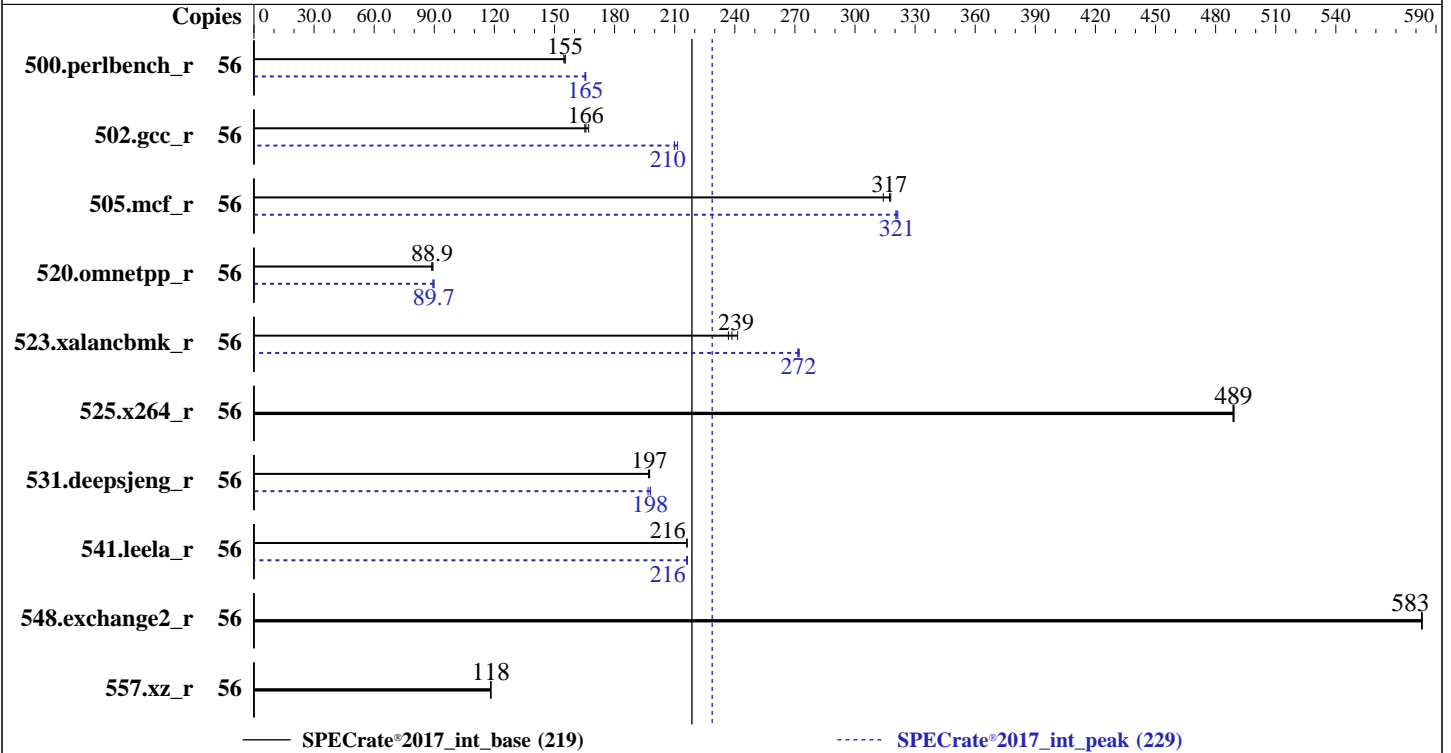 Copies 0 30.0 60.0 90.0 120 150 180 210 240 270 300 330 360 390 420 450 480 510 540 590
155
500.perlbench_r 56
165
166
502.gcc_r 56
210
317
505.mcf_r 56
321
88.9
520.omnetpp_r 56
89.7
239
523.xalancbmk_r 56
272
489
525.x264_r 56
197
531.deepsjeng_r 56
198
216
541.leela_r 56
216
583
548.exchange2_r 56
118
557.xz_r 56
SPECrate®2017_int_base (219) SPECrate®2017_int_peak (229)